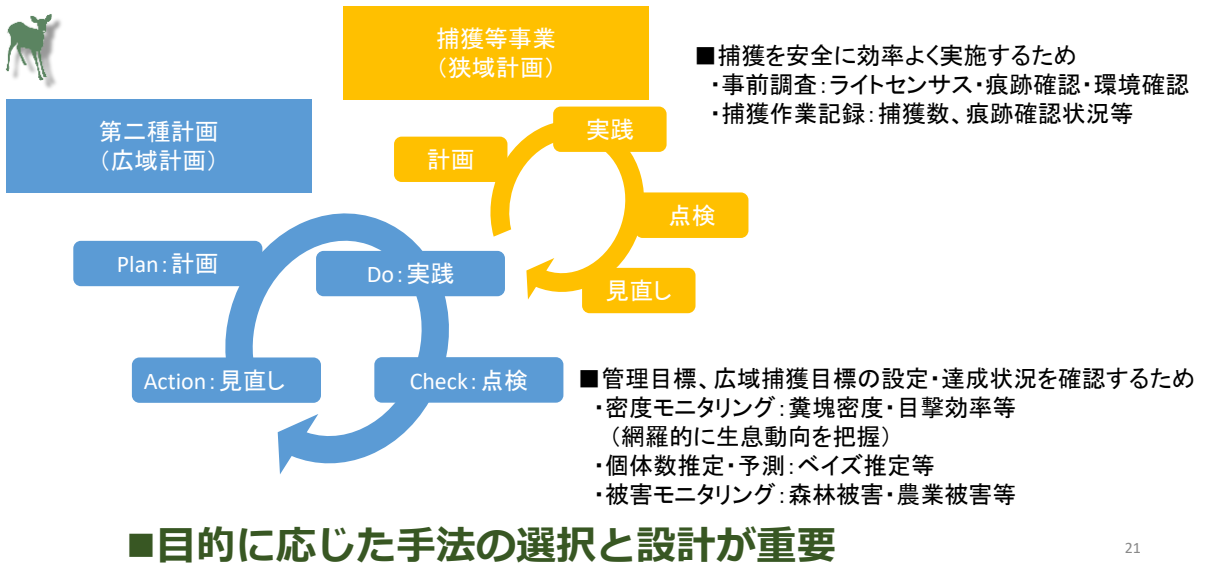 捕獲等事業
（狭域計画）
■捕獲を安全に効率よく実施するため
・事前調査：ライトセンサス・痕跡確認・環境確認
・捕獲作業記録：捕獲数、痕跡確認状況等
第二種計画
（広域計画）
実践
計画
点検
見直し
Plan：計画
Do：実践
Action：見直し
Check：点検
■管理目標、広域捕獲目標の設定・達成状況を確認するため
・密度モニタリング：糞塊密度・目撃効率等
（網羅的に生息動向を把握）
・個体数推定・予測：ベイズ推定等
・被害モニタリング：森林被害・農業被害等
■目的に応じた手法の選択と設計が重要
21